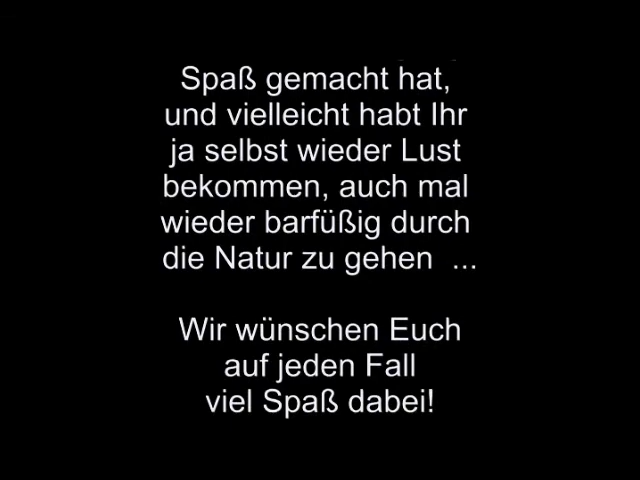 Spaß gemacht hat,
und vielleicht habt Ihr
ja selbst wieder Lust
bekommen, auch mal
wieder barfüßig durch
die Natur zu gehen ...
Wir wünschen Euch
auf jeden Fall
viel Spaß dabei!